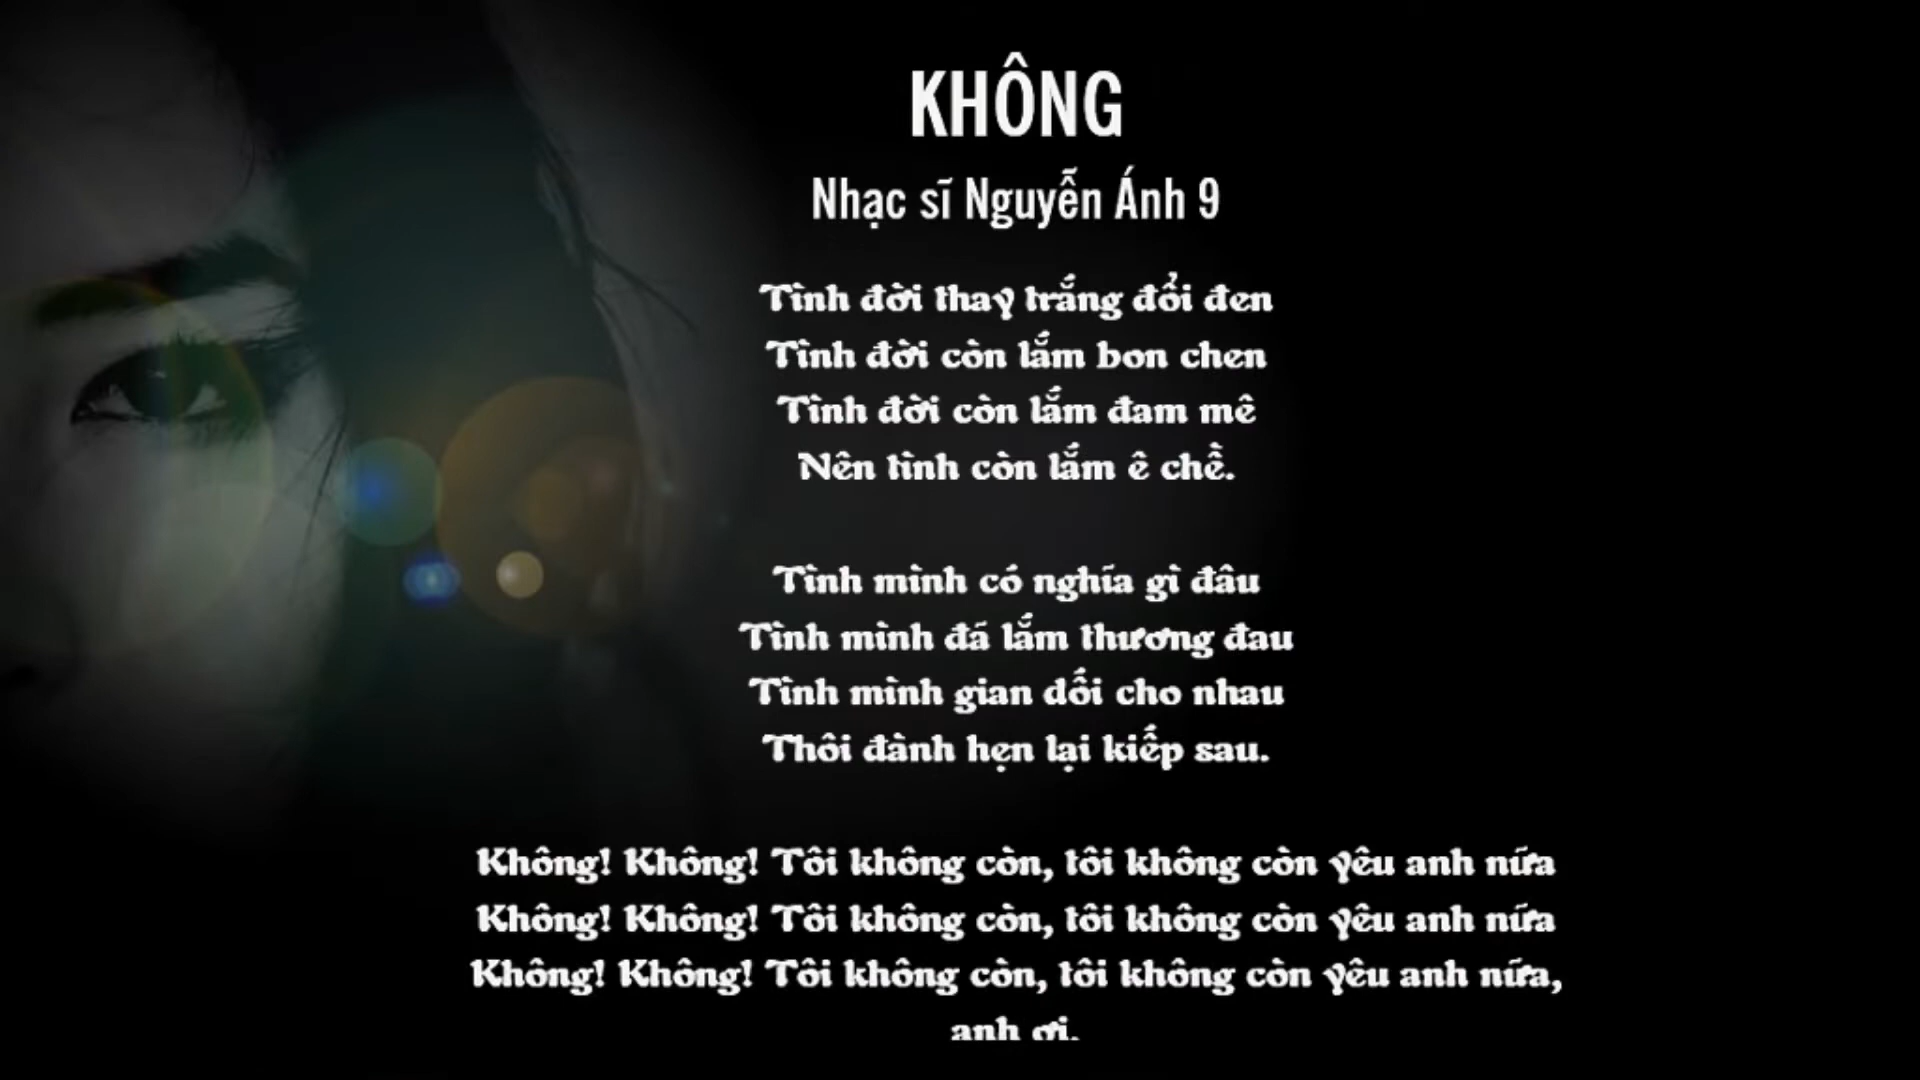 KHÔNG
Nhạc sĩ Nguyễn Ánh 9
Tình đời thay trắng đổi đen
Tình đời còn lắm bon chen
Tình đời còn lắm đam mê
Nên tình còn lắm ê chề.
Tình mình có nghĩa gì đâu
Tình mình đã lắm thương đau
Tình mình gian dối cho nhau
Thôi đành hẹn lại kiếp sau.
Không! Không! Tôi không còn, tôi không còn yêu anh nữa
Không! Không! Tôi không còn, tôi không còn yêu anh nữa
Không! Không! Tôi không còn, tôi không còn yêu anh nữa,
anh ơi.